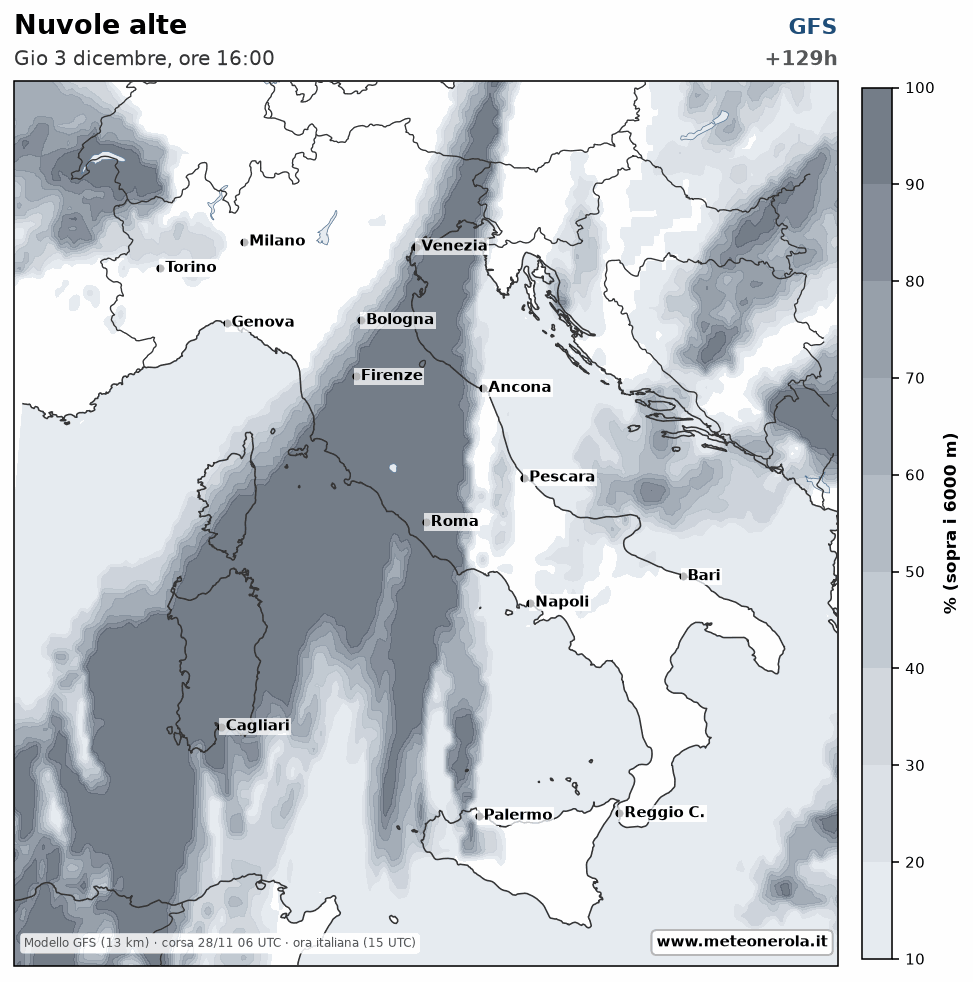 Nuvole alte
GFS
Gio 3 dicembre, ore 16:00
+129h
100
90
80
70
60
50
40
30
20
10
% (sopra i 6000 m)
Milano
Venezia
Torino
Genova
Bologna
Firenze
Ancona
Pescara
Roma
Bari
Napoli
Cagliari
Palermo
Reggio C.
Modello GFS (13 km) · corsa 28/11 06 UTC · ora italiana (15 UTC)
www.meteonerola.it